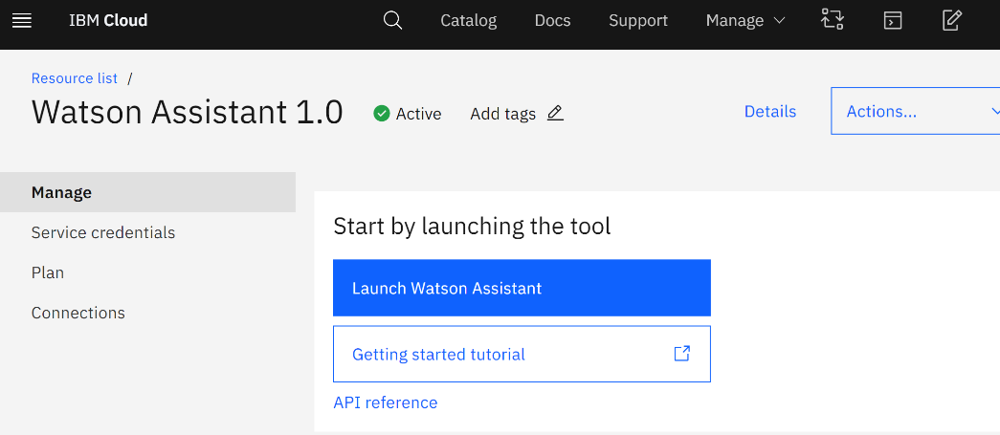 IBM Cloud Catalog Docs Support Manage
Resource list /
Watson Assistant 1.0 Active Add tags Details Actions...
Manage
Service credentials
Plan
Connections
Start by launching the tool
Launch Watson Assistant
Getting started tutorial
API reference